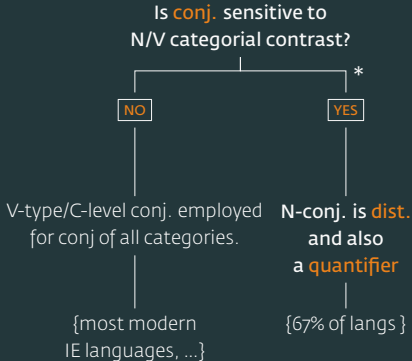 Is conj. sensitive to
N/V categorial contrast?
*
NO
YES
V-type/C-level conj. employed
for conj of all categories.
N-conj. is dist.
and also
a quantifier
{most modern
IE languages, ...}
{67% of langs }